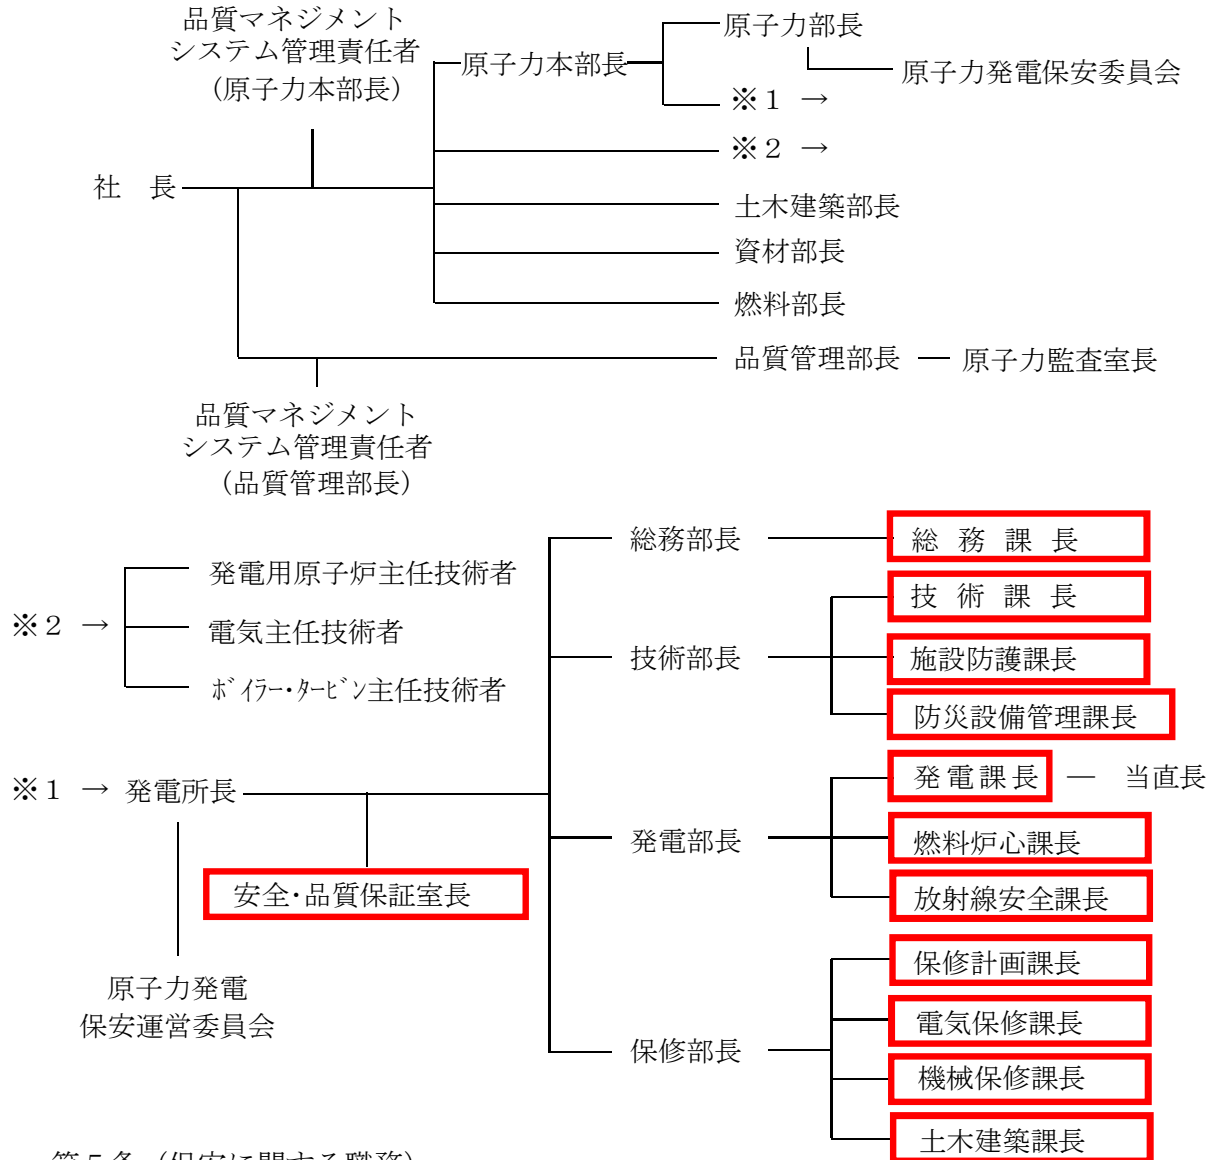 品質マネジメント
システム管理責任者
(原子力本部長)
原子力本部長
原子力部長
原子力発電保安委員会
※1 →
※2 →
社 長
土木建築部長
資材部長
燃料部長
品質管理部長
原子力監査室長
品質マネジメント
システム管理責任者
(品質管理部長)
※2 →
発電用原子炉主任技術者
電気主任技術者
ボイラー・タービン主任技術者
※1 → 発電所長
安全・品質保証室長
原子力発電
保安運営委員会
総務部長
総 務 課 長
技術部長
技 術 課 長
施設防護課長
防災設備管理課長
発電部長
発電課長 ― 当直長
燃料炉心課長
放射線安全課長
保修部長
保修計画課長
電気保修課長
機械保修課長
土木建築課長
第5条(保安に関する職務)